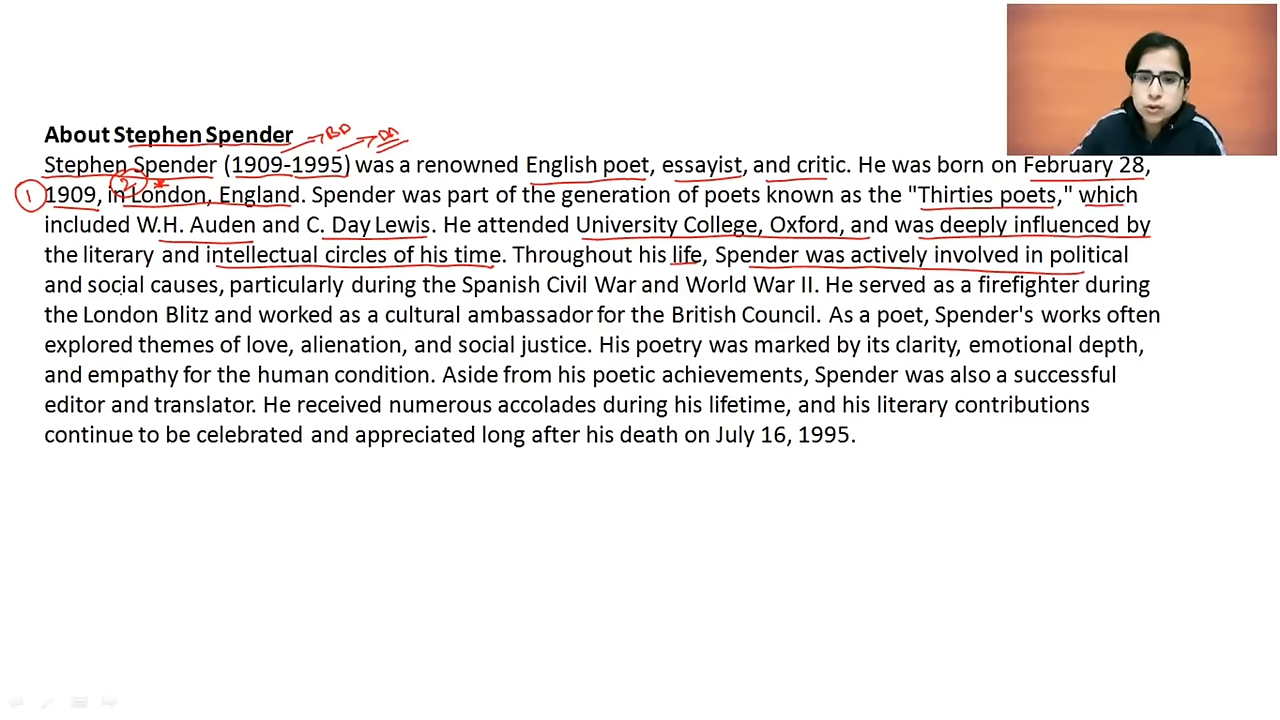 About Stephen Spender
BD
DD
Stephen Spender (1909-1995) was a renowned English poet, essayist, and critic. He was born on February 28,
1
2
1909, in London, England. Spender was part of the generation of poets known as the "Thirties poets," which
included W.H. Auden and C. Day Lewis. He attended University College, Oxford, and was deeply influenced by
the literary and intellectual circles of his time. Throughout his life, Spender was actively involved in political
and social causes, particularly during the Spanish Civil War and World War II. He served as a firefighter during
the London Blitz and worked as a cultural ambassador for the British Council. As a poet, Spender's works often
explored themes of love, alienation, and social justice. His poetry was marked by its clarity, emotional depth,
and empathy for the human condition. Aside from his poetic achievements, Spender was also a successful
editor and translator. He received numerous accolades during his lifetime, and his literary contributions
continue to be celebrated and appreciated long after his death on July 16, 1995.